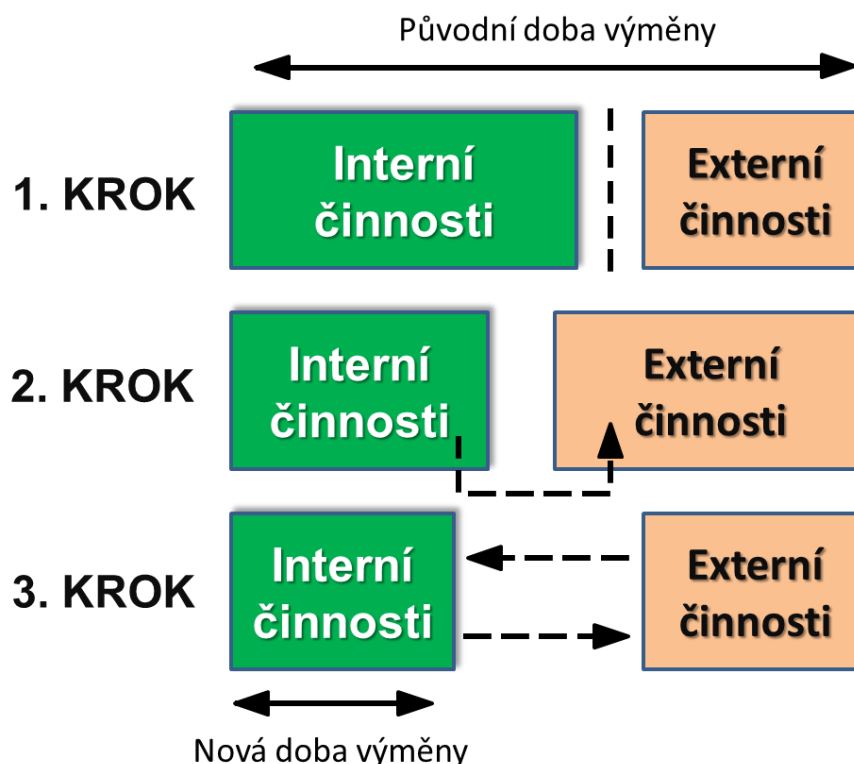 Původní doba výměny
1. KROK
Interní
činnosti
Externí
činnosti
2. KROK
Interní
činnosti
Externí
činnosti
3. KROK
Interní
činnosti
Externí
činnosti
Nová doba výměny